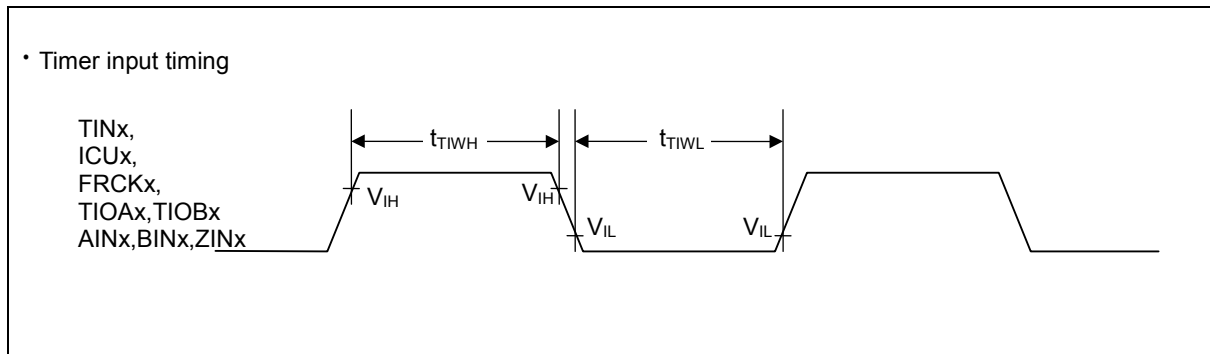 • Timer input timing
TINx,
ICUx,
FRCKx,
TIOAx,TIOBx
AINx,BINx,ZINx
tTIWH
tTIWL
VIH
VIH
VIL
VIL